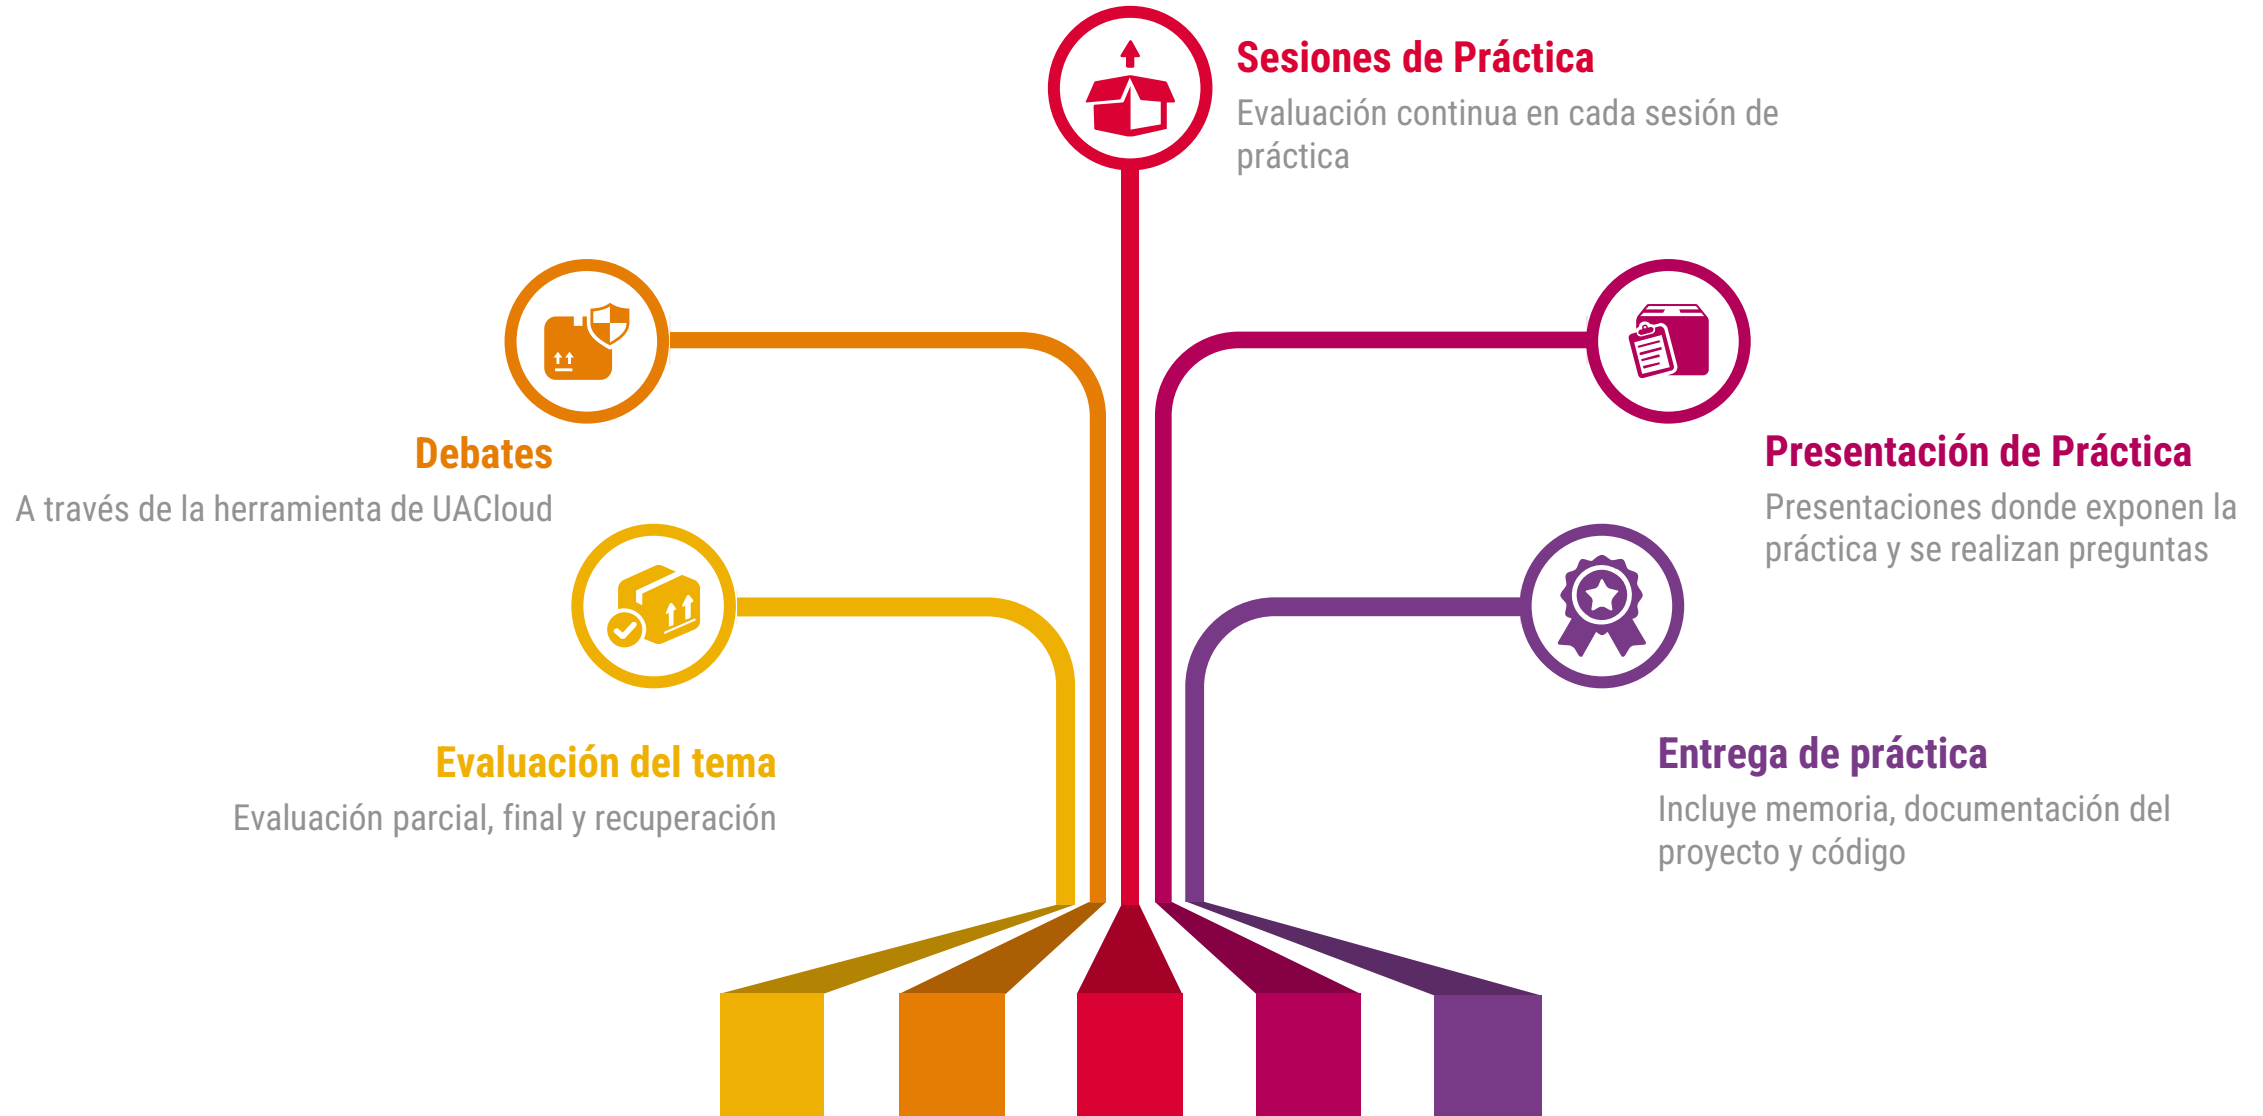 Sesiones de Práctica
Evaluación continua en cada sesión de
práctica
Debates
A través de la herramienta de UACloud
Presentación de Práctica
Presentaciones donde exponen la
práctica y se realizan preguntas
Evaluación del tema
Evaluación parcial, final y recuperación
Entrega de práctica
Incluye memoria, documentación del
proyecto y código